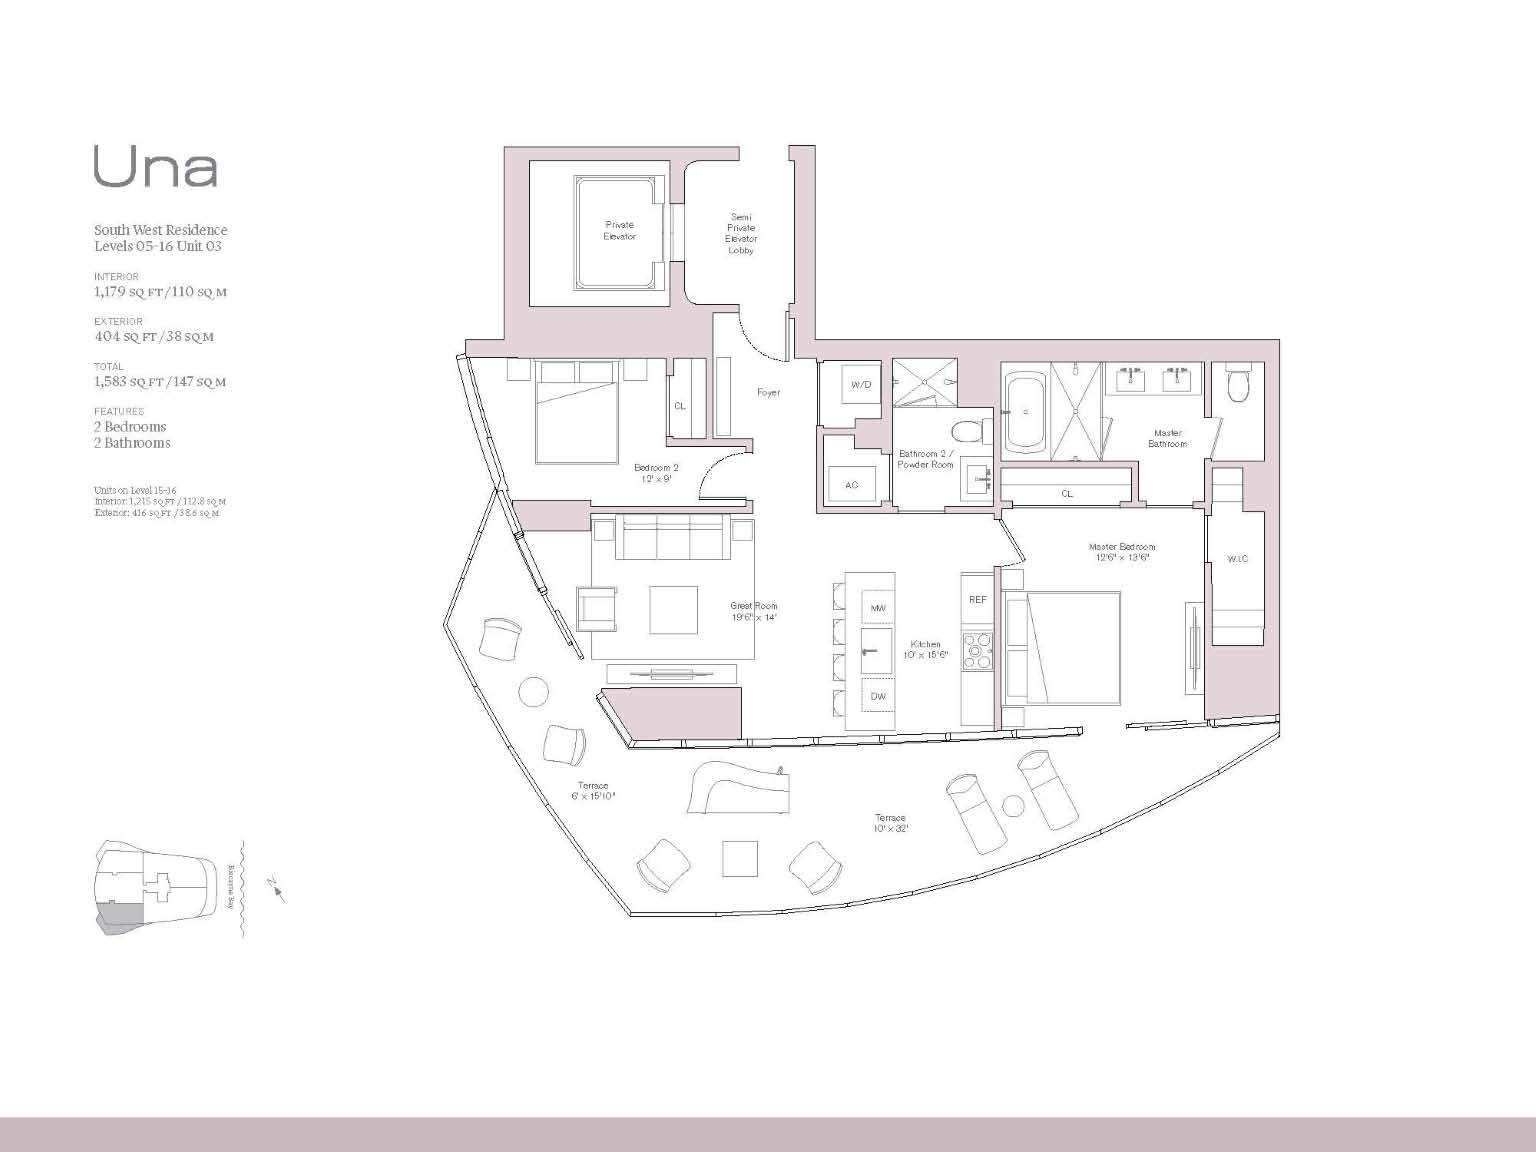 Una
South West Residence
Levels 05-16 Unit 03
INTERIOR
1,179 SQ FT/110 SQ M
EXTERIOR
404 SQ FT/38 SQ M
TOTAL
1,583 SQ FT/147 SQ M
FEATURES
2 Bedrooms
2 Bathrooms
Units on Level 15-16
Interior: 1,215 SQ FT/112.8 SQ M
Exterior: 416 SQ FT/38.6 SQ M
Private
Elevator
Semi
Private
Elevator
Lobby
Foyer
W/D
CL
Bedroom 2
12' x 9'
AC
Bathroom 2 /
Powder Room
Master
Bathroom
CL
Master Bedroom
12'6" x 13'6"
W.I.C
Great Room
19'6" x 14'
MW
REF
Kitchen
10' x 15'6"
DW
Terrace
6' x 15'10"
Terrace
10' x 32'
Biscayne Bay
N